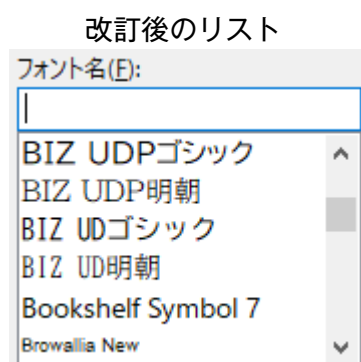 改訂後のリスト
フォント名(F):
BIZ UDPゴシック
BIZ UDP明朝
BIZ UDゴシック
BIZ UD明朝
Bookshelf Symbol 7
Browallia New